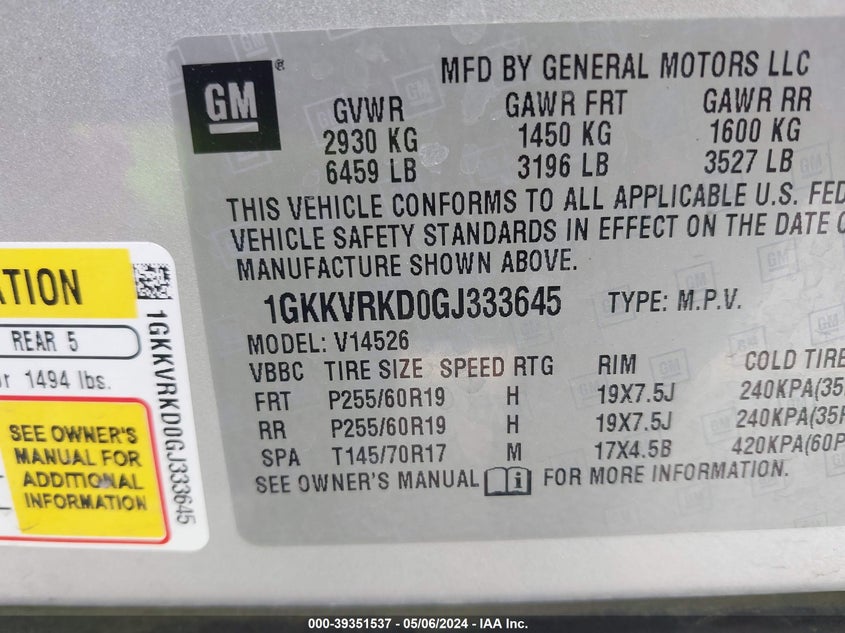 GM ®
MFD BY GENERAL MOTORS LLC
GVWR GAWR FRT GAWR RR
2930 KG 1450 KG 1600 KG
6459 LB 3196 LB 3527 LB
THIS VEHICLE CONFORMS TO ALL APPLICABLE U.S. FED
VEHICLE SAFETY STANDARDS IN EFFECT ON THE DATE O
MANUFACTURE SHOWN ABOVE.
1GKKVRKD0GJ333645 TYPE: M.P.V.
MODEL: V14526
VBBC TIRE SIZE SPEED RTG RIM COLD TIRE
FRT P255/60R19 H 19X7.5J 240KPA(35
RR P255/60R19 H 19X7.5J 240KPA(35
SPA T145/70R17 M 17X4.5B 420KPA(60P
SEE OWNER'S MANUAL i FOR MORE INFORMATION.
ATION
REAR 5
or 1494 lbs.
SEE OWNER'S
MANUAL FOR
ADDITIONAL
INFORMATION
1GKKVRKD0GJ333645
000-39351537 - 05/06/2024 - IAA Inc.